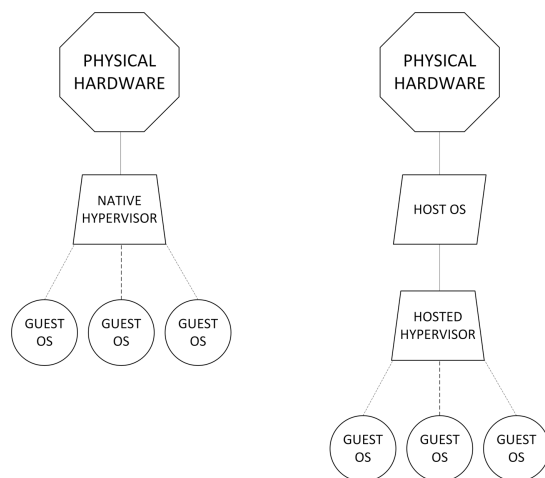 PHYSICAL
HARDWARE
NATIVE
HYPERVISOR
GUEST
OS
GUEST
OS
GUEST
OS
PHYSICAL
HARDWARE
HOST OS
HOSTED
HYPERVISOR
GUEST
OS
GUEST
OS
GUEST
OS